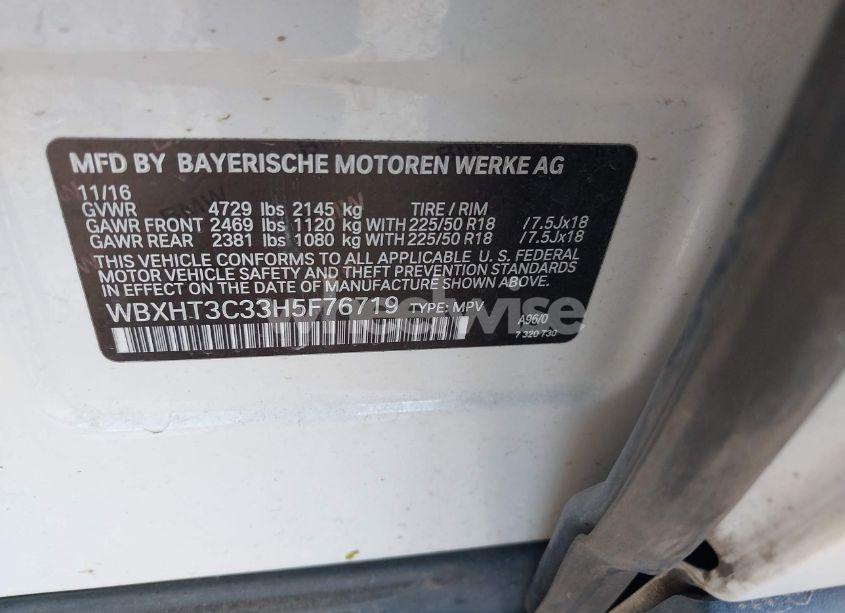 MFD BY BAYERISCHE MOTOREN WERKE AG
11/16
GVWR 4729 lbs 2145 kg TIRE / RIM
GAWR FRONT 2469 lbs 1120 kg WITH 225/50 R18 /7.5Jx18
GAWR REAR 2381 lbs 1080 kg WITH 225/50 R18 /7.5Jx18
THIS VEHICLE CONFORMS TO ALL APPLICABLE U. S. FEDERAL
MOTOR VEHICLE SAFETY AND THEFT PREVENTION STANDARDS
IN EFFECT ON THE DATE OF MANUFACTURE SHOWN ABOVE.
WBXHT3C33H5F76719 TYPE: MPV
A96/0
7 320 730